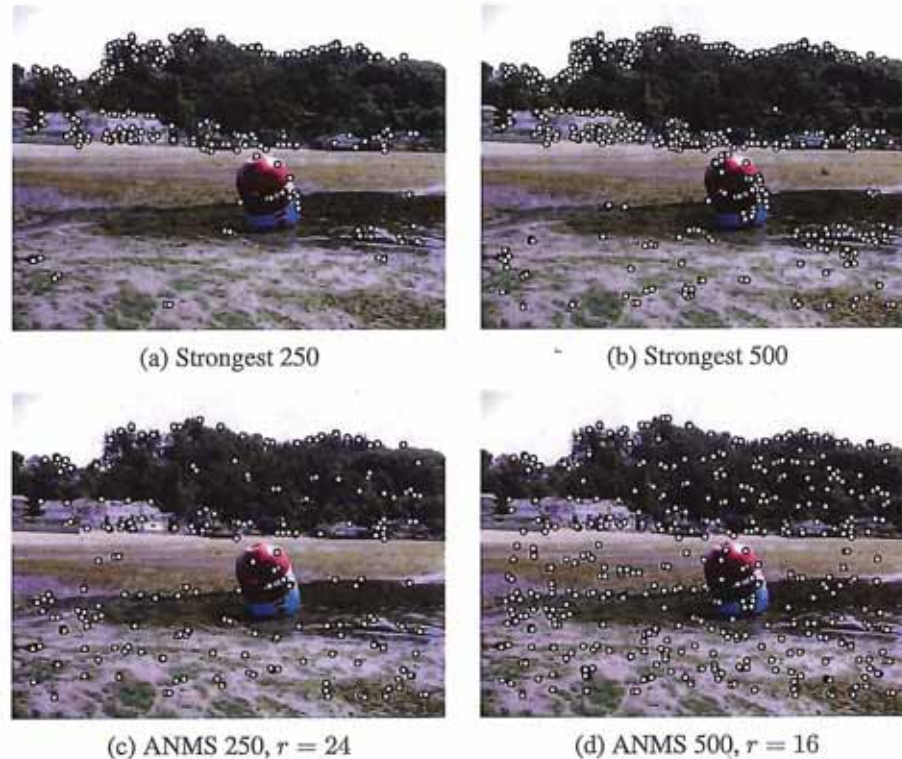 (a) Strongest 250
(b) Strongest 500
(c) ANMS 250, r = 24
(d) ANMS 500, r = 16